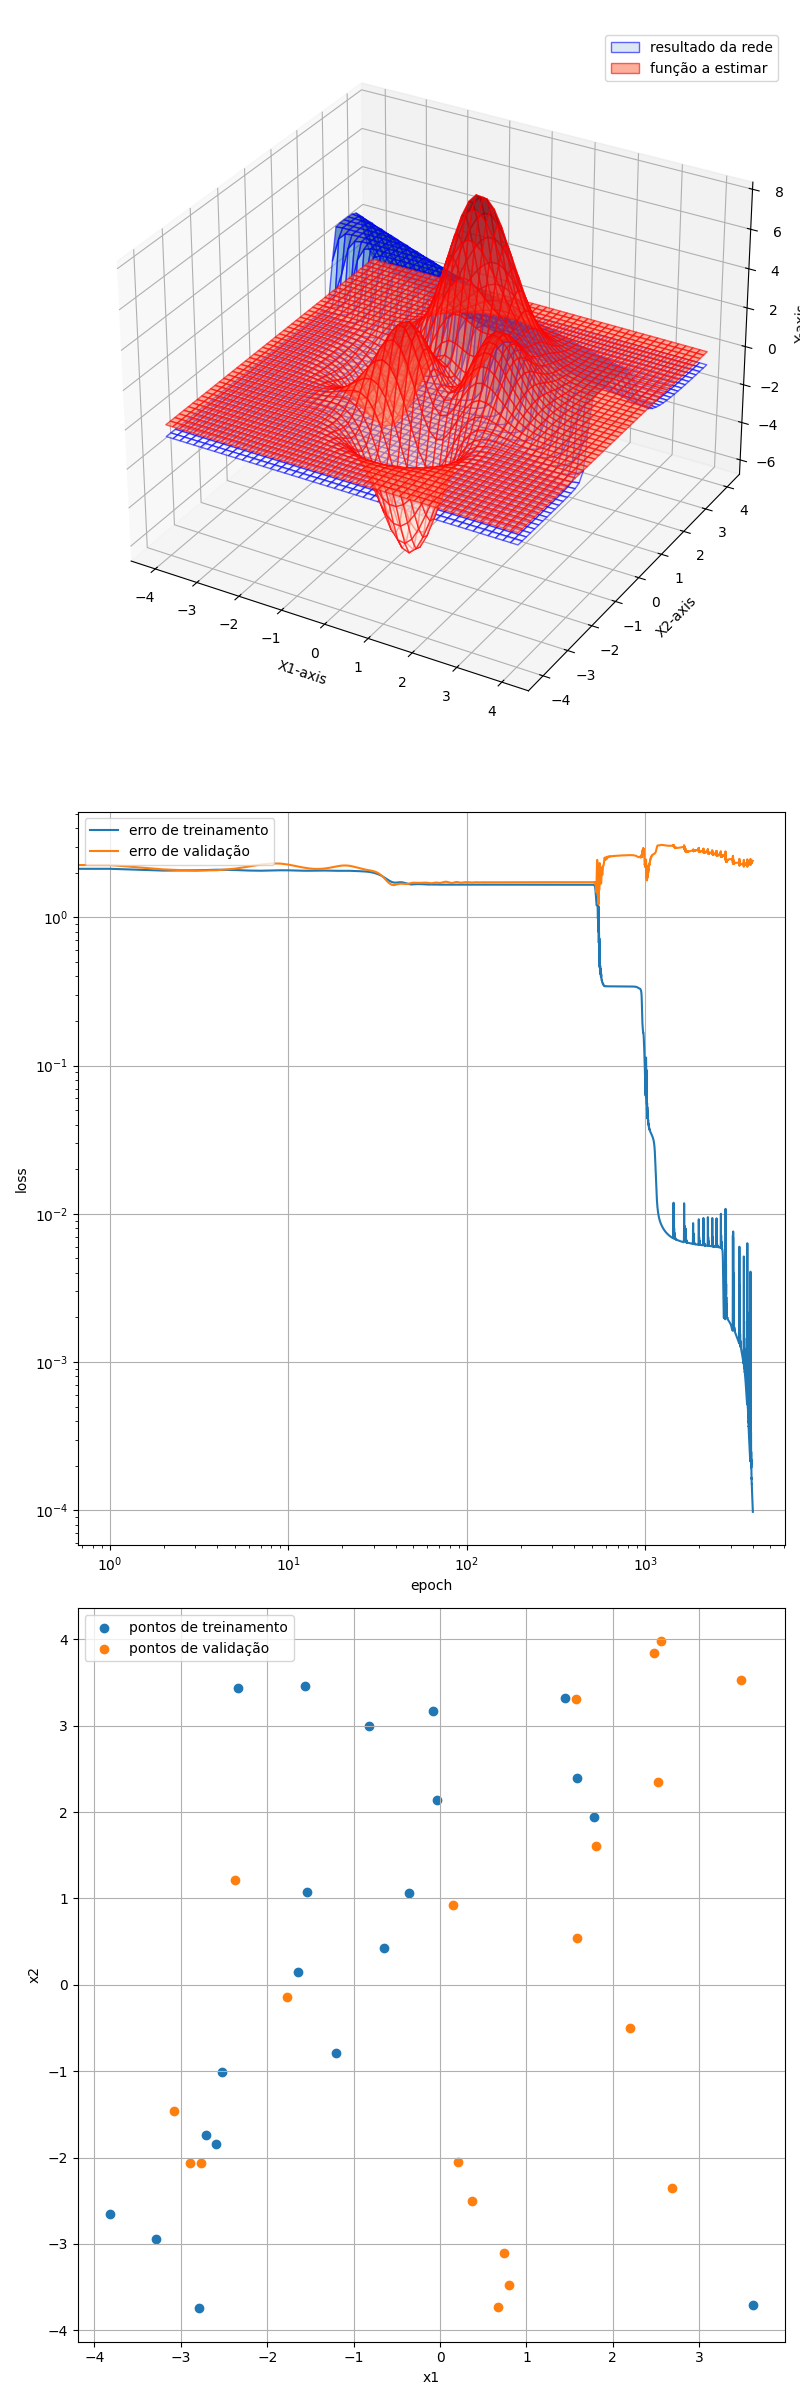 resultado da rede
função a estimar
8
6
4
2
0
−2
−4
−6
4
3
2
1
0
−1
−2
−3
−4
X2-axis
−4
−3
−2
−1
0
1
2
3
4
X1-axis
erro de treinamento
erro de validação
10^0
10^−1
10^−2
10^−3
10^−4
loss
10^0 10^1 10^2 10^3
epoch
pontos de treinamento
pontos de validação
4
3
2
1
0
−1
−2
−3
−4
x2
−4 −3 −2 −1 0 1 2 3
x1